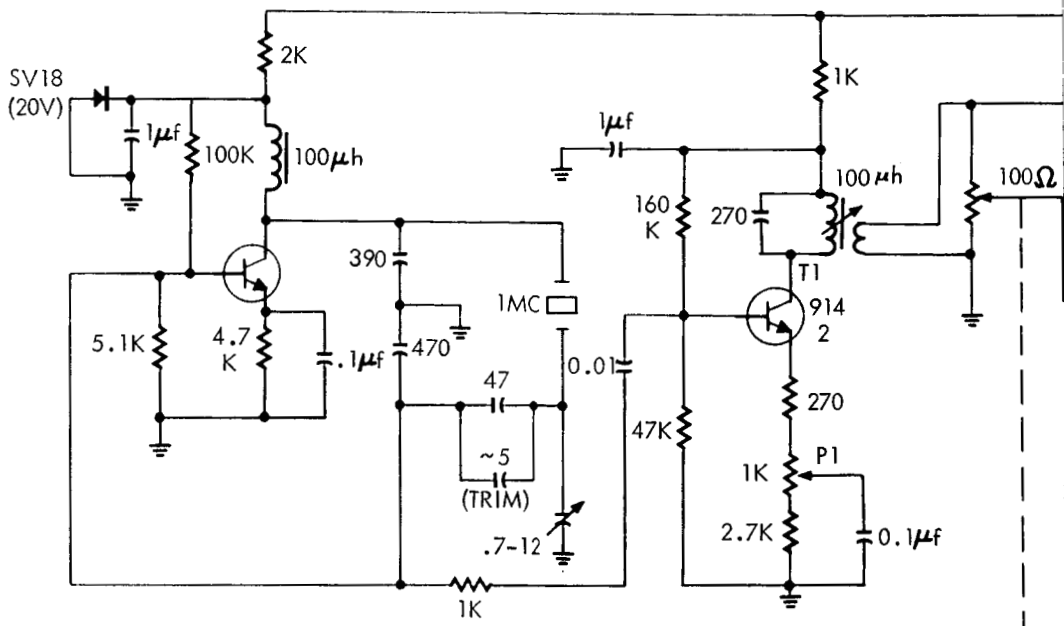 2K
SV18
(20V)
1μf
100K
100μh
1K
1μf
160
K
270
100μh
100Ω
T1
914
2
390
1MC
5.1K
4.7
K
.1μf
470
0.01
47
~5
(TRIM)
.7-12
1K
47K
270
1K
P1
2.7K
0.1μf